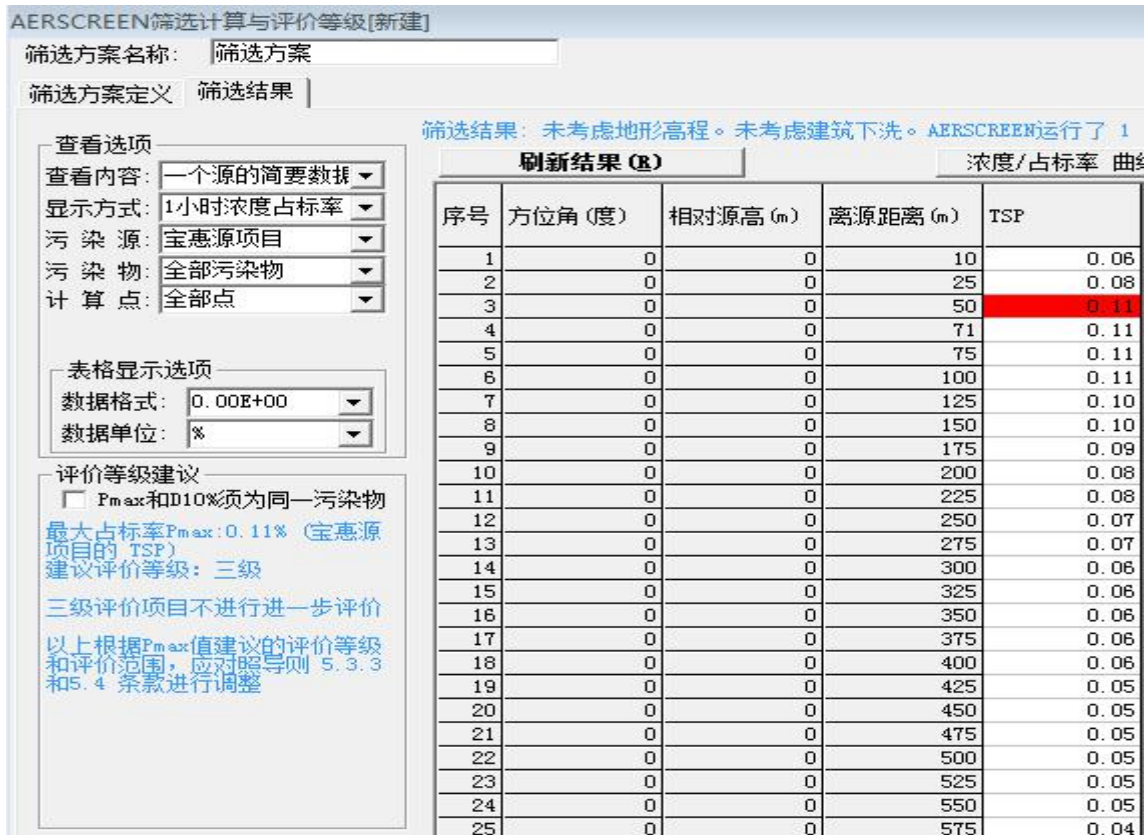 AERSCREEN筛选计算与评价等级[新建]
筛选方案名称: 筛选方案
筛选方案定义 筛选结果
查看选项
查看内容: 一个源的简要数据
显示方式: 1小时浓度占标率
污 染 源: 宝惠源项目
污 染 物: 全部污染物
计 算 点: 全部点
表格显示选项
数据格式: 0.00E+00
数据单位: %
评价等级建议
Pmax和D10%须为同一污染物
最大占标率Pmax:0.11% (宝惠源
项目的 TSP)
建议评价等级: 三级
三级评价项目不进行进一步评价
以上根据Pmax值建议的评价等级
和评价范围,应对照导则 5.3.3
和5.4 条款进行调整
筛选结果: 未考虑地形高程。未考虑建筑下洗。AERSCREEN运行了 1
刷新结果(R) 浓度/占标率 曲
序号 方位角(度) 相对源高(m) 离源距离(m) TSP
1 0 0 10 0.06
2 0 0 25 0.08
3 0 0 50 0.11
4 0 0 71 0.11
5 0 0 75 0.11
6 0 0 100 0.11
7 0 0 125 0.10
8 0 0 150 0.10
9 0 0 175 0.09
10 0 0 200 0.08
11 0 0 225 0.08
12 0 0 250 0.07
13 0 0 275 0.07
14 0 0 300 0.06
15 0 0 325 0.06
16 0 0 350 0.06
17 0 0 375 0.06
18 0 0 400 0.06
19 0 0 425 0.05
20 0 0 450 0.05
21 0 0 475 0.05
22 0 0 500 0.05
23 0 0 525 0.05
24 0 0 550 0.05
25 0 0 575 0.04